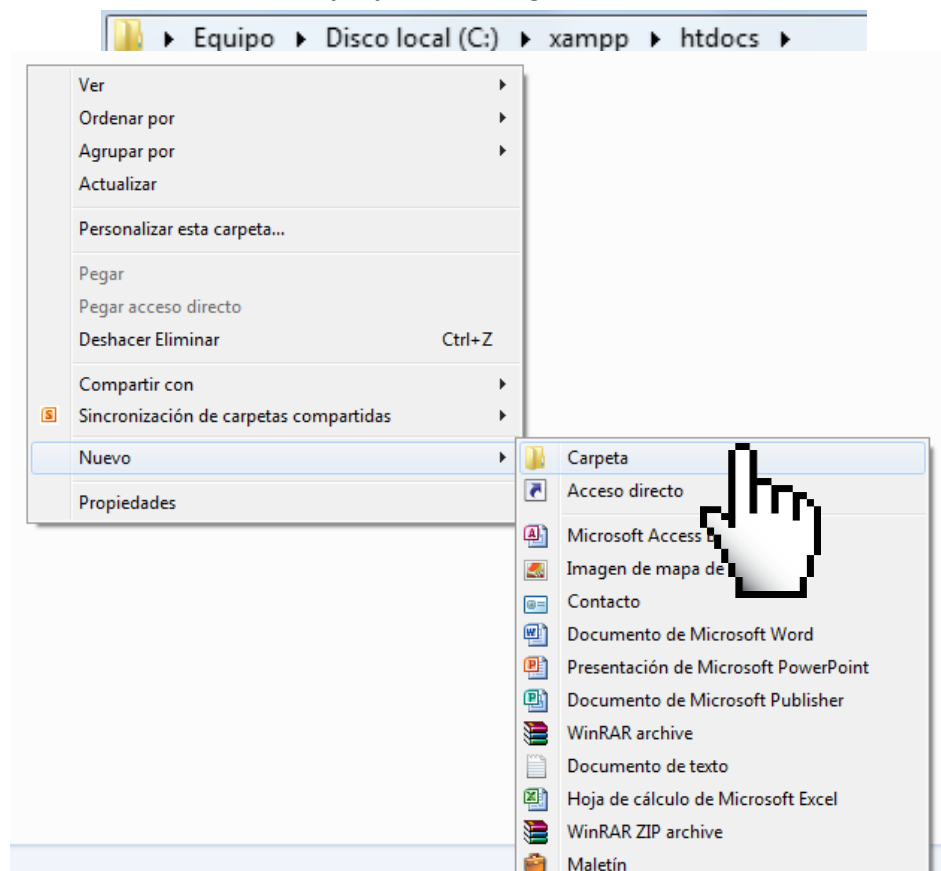 Equipo Disco local (C:) xampp htdocs
Ver
Ordenar por
Agrupar por
Actualizar
Personalizar esta carpeta...
Pegar
Pegar acceso directo
Deshacer Eliminar Ctrl+Z
Compartir con
Sincronización de carpetas compartidas
Nuevo
Propiedades
Carpeta
Acceso directo
Microsoft Access
Imagen de mapa de
Contacto
Documento de Microsoft Word
Presentación de Microsoft PowerPoint
Documento de Microsoft Publisher
WinRAR archive
Documento de texto
Hoja de cálculo de Microsoft Excel
WinRAR ZIP archive
Maletín